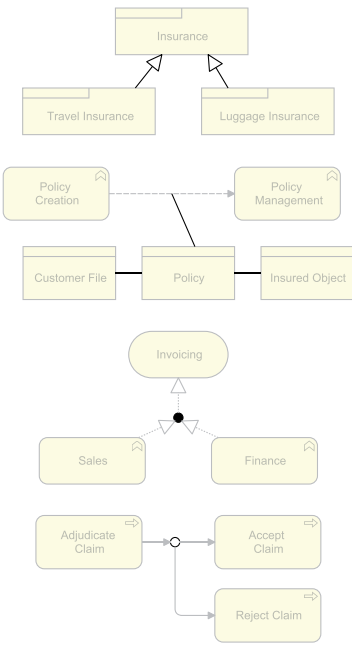 Insurance
Travel Insurance
Luggage Insurance
Policy
Creation
Policy
Management
Customer File
Policy
Insured Object
Invoicing
Sales
Finance
Adjudicate
Claim
Accept
Claim
Reject Claim